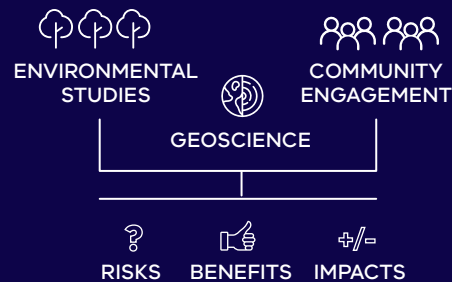 ENVIRONMENTAL
STUDIES
COMMUNITY
ENGAGEMENT
GEOSCIENCE
?
+/-
RISKS
BENEFITS
IMPACTS